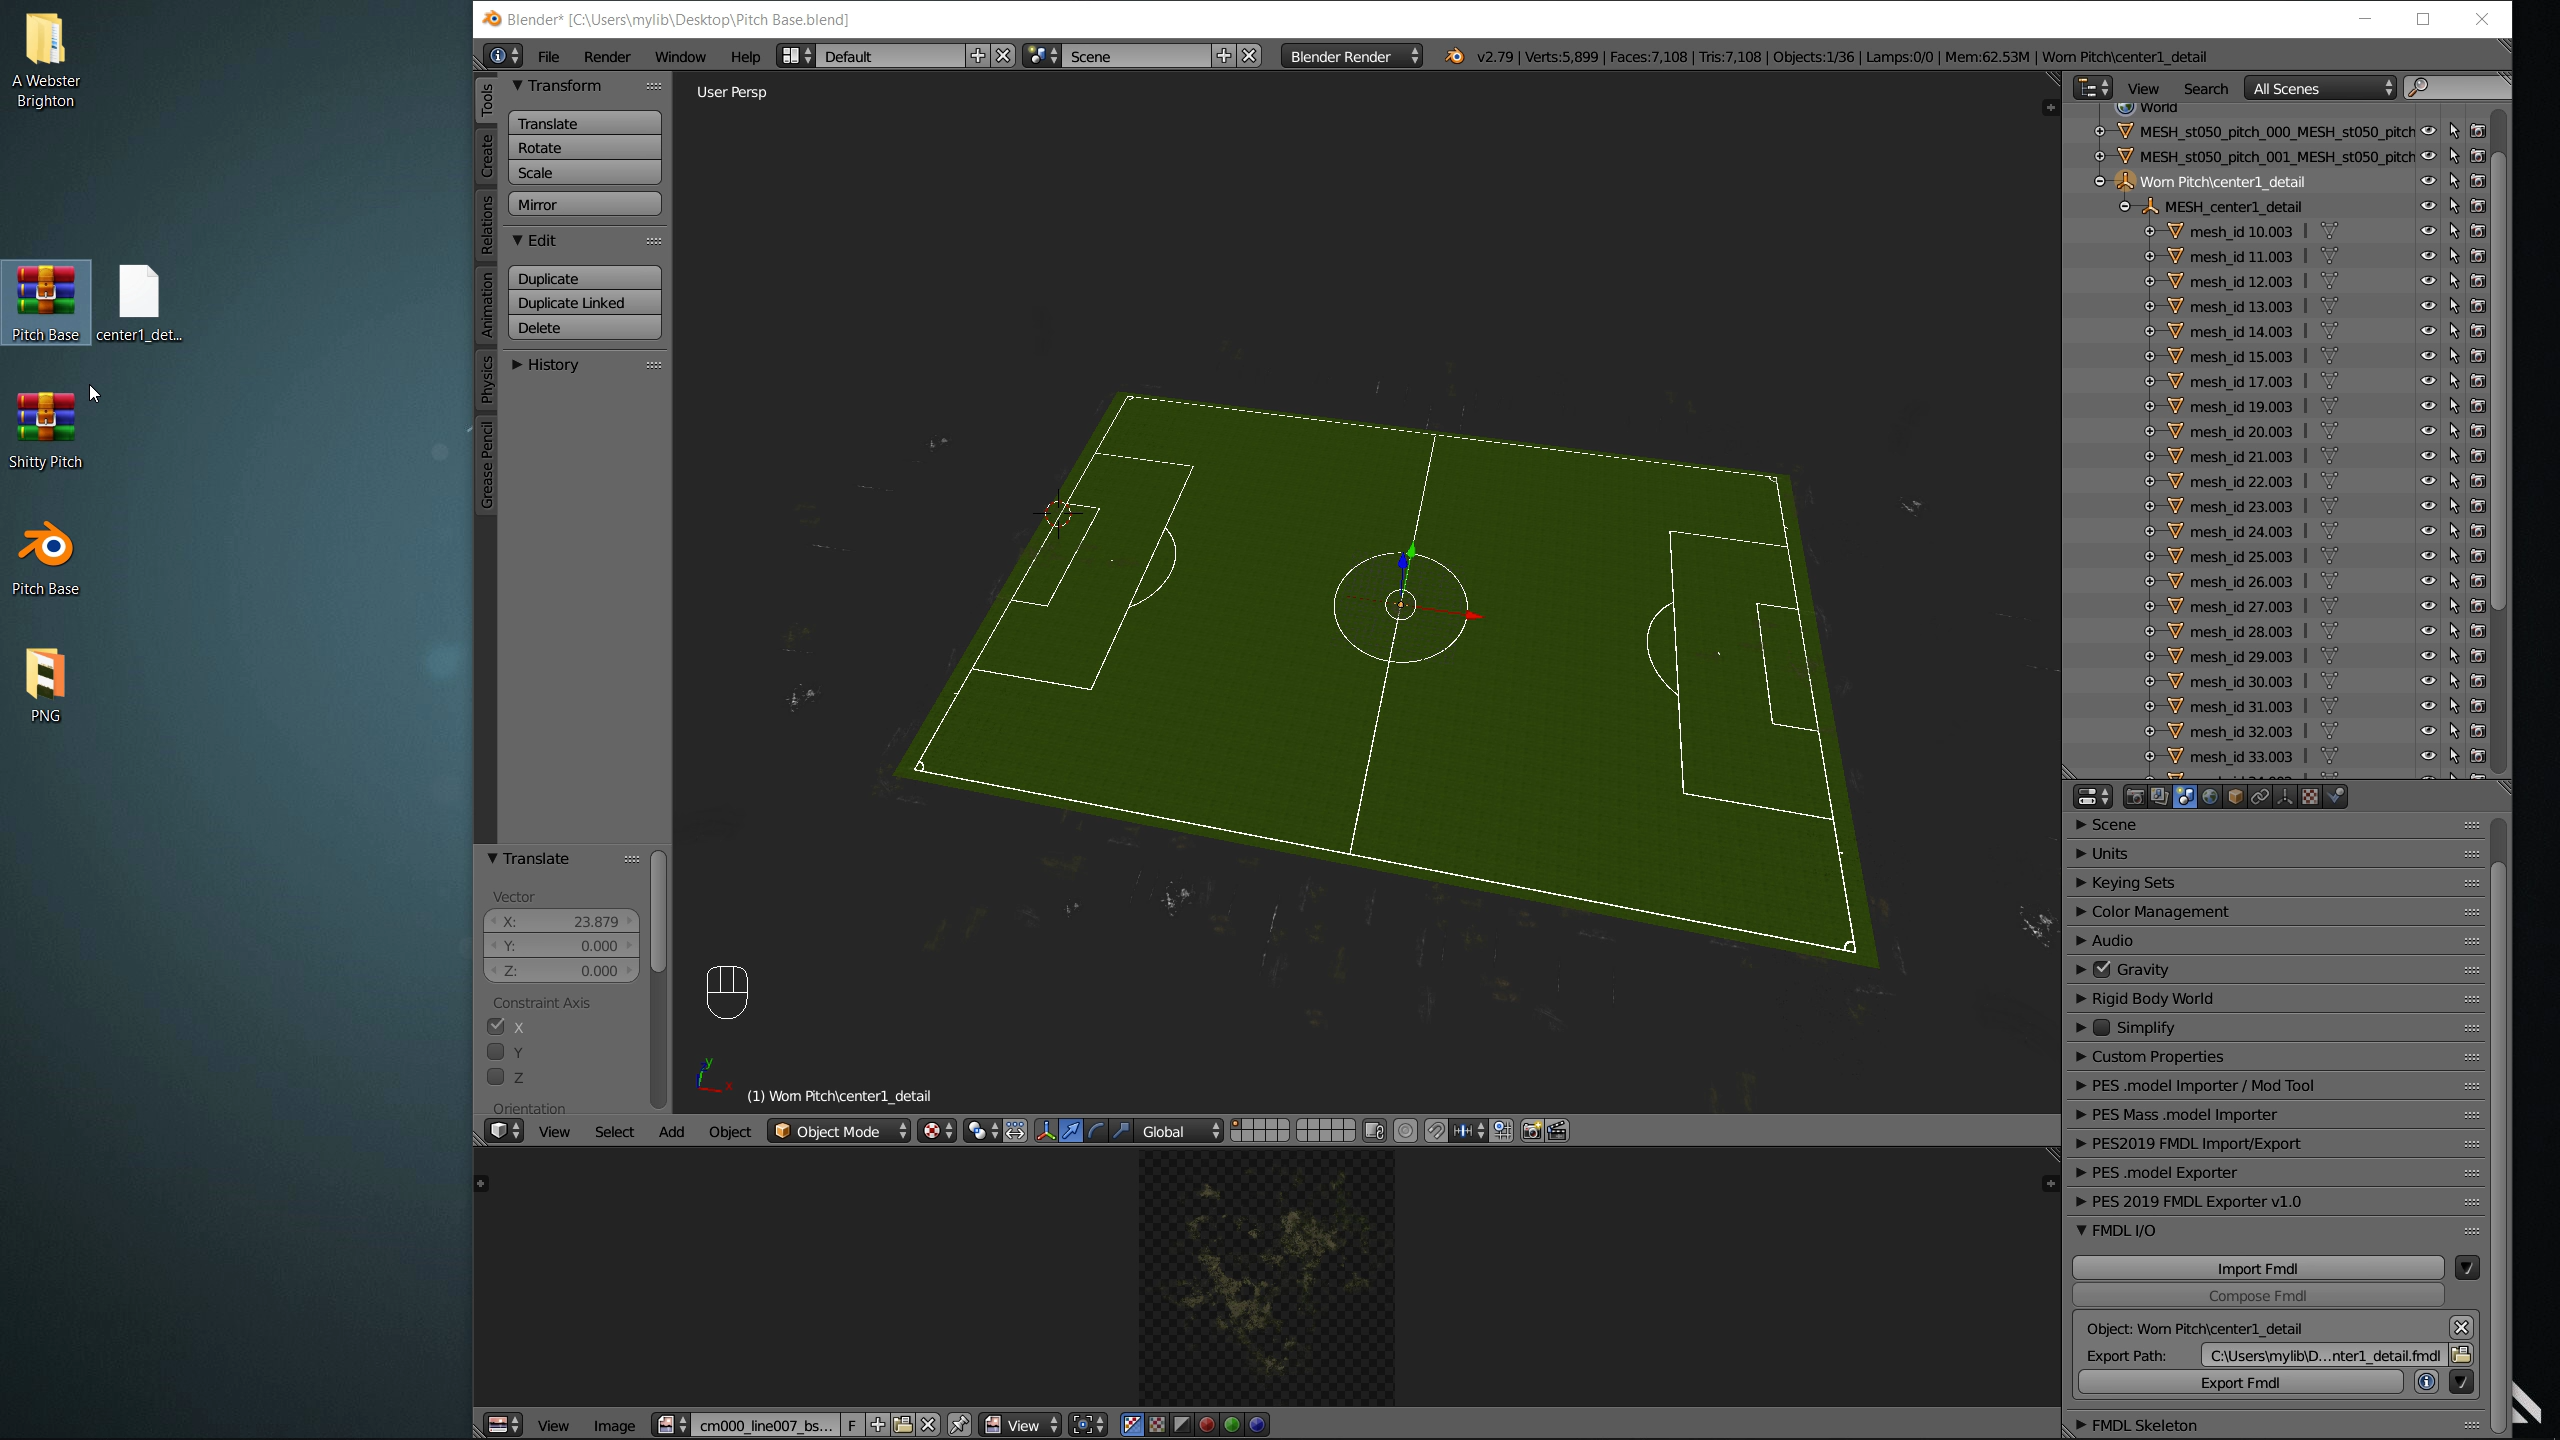 A Webster
Brighton
Pitch Base
center1_det...
Shitty Pitch
Pitch Base
PNG
Blender* [C:\Users\mylib\Desktop\Pitch Base.blend]
File
Render
Window
Help
Default
Scene
Blender Render
v2.79 | Verts:5,899 | Faces:7,108 | Tris:7,108 | Objects:1/36 | Lamps:0/0 | Mem:62.53M | Worn Pitch\center1_detail
Tools
Create
Relations
Animation
Physics
Grease Pencil
Transform
Translate
Rotate
Scale
Mirror
Edit
Duplicate
Duplicate Linked
Delete
History
Translate
Vector
X: 23.879
Y: 0.000
Z: 0.000
Constraint Axis
X
Y
Z
Orientation
User Persp
y
x
(1) Worn Pitch\center1_detail
View
Select
Add
Object
Object Mode
Global
View
Image
cm000_line007_bs...
F
View
View
Search
All Scenes
World
MESH_st050_pitch_000_MESH_st050_pitch
MESH_st050_pitch_001_MESH_st050_pitch
Worn Pitch\center1_detail
MESH_center1_detail
mesh_id 10.003
mesh_id 11.003
mesh_id 12.003
mesh_id 13.003
mesh_id 14.003
mesh_id 15.003
mesh_id 17.003
mesh_id 19.003
mesh_id 20.003
mesh_id 21.003
mesh_id 22.003
mesh_id 23.003
mesh_id 24.003
mesh_id 25.003
mesh_id 26.003
mesh_id 27.003
mesh_id 28.003
mesh_id 29.003
mesh_id 30.003
mesh_id 31.003
mesh_id 32.003
mesh_id 33.003
Scene
Units
Keying Sets
Color Management
Audio
Gravity
Rigid Body World
Simplify
Custom Properties
PES .model Importer / Mod Tool
PES Mass .model Importer
PES2019 FMDL Import/Export
PES .model Exporter
PES 2019 FMDL Exporter v1.0
FMDL I/O
Import Fmdl
Compose Fmdl
Object: Worn Pitch\center1_detail
Export Path: C:\Users\mylib\D...nter1_detail.fmdl
Export Fmdl
FMDL Skeleton